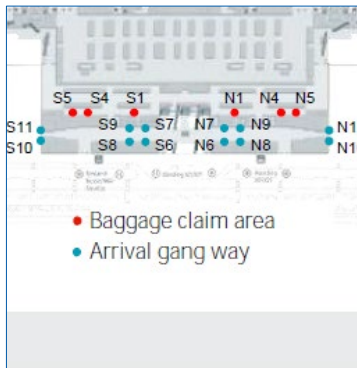 S5 S4 S1 N1 N4 N5
S11 S9 S7 N7 N9 N1
S10 S8 S6 N6 N8 N1
• Baggage claim area
• Arrival gang way